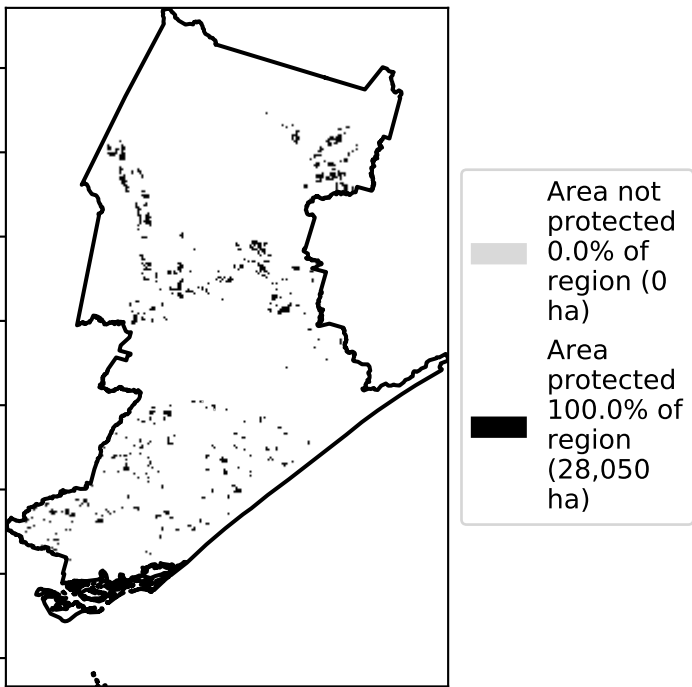 Area not
protected
0.0% of
region (0
ha)
Area
protected
100.0% of
region
(28,050
ha)